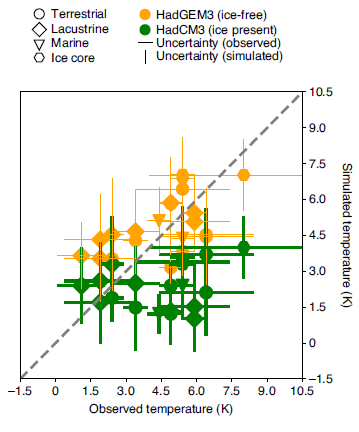 Terrestrial
Lacustrine
Marine
Ice core
HadGEM3 (ice-free)
HadCM3 (ice present)
Uncertainty (observed)
Uncertainty (simulated)
10.5
9.0
7.5
6.0
4.5
3.0
1.5
0
−1.5
Simulated temperature (K)
−1.5 0 1.5 3.0 4.5 6.0 7.5 9.0 10.5
Observed temperature (K)